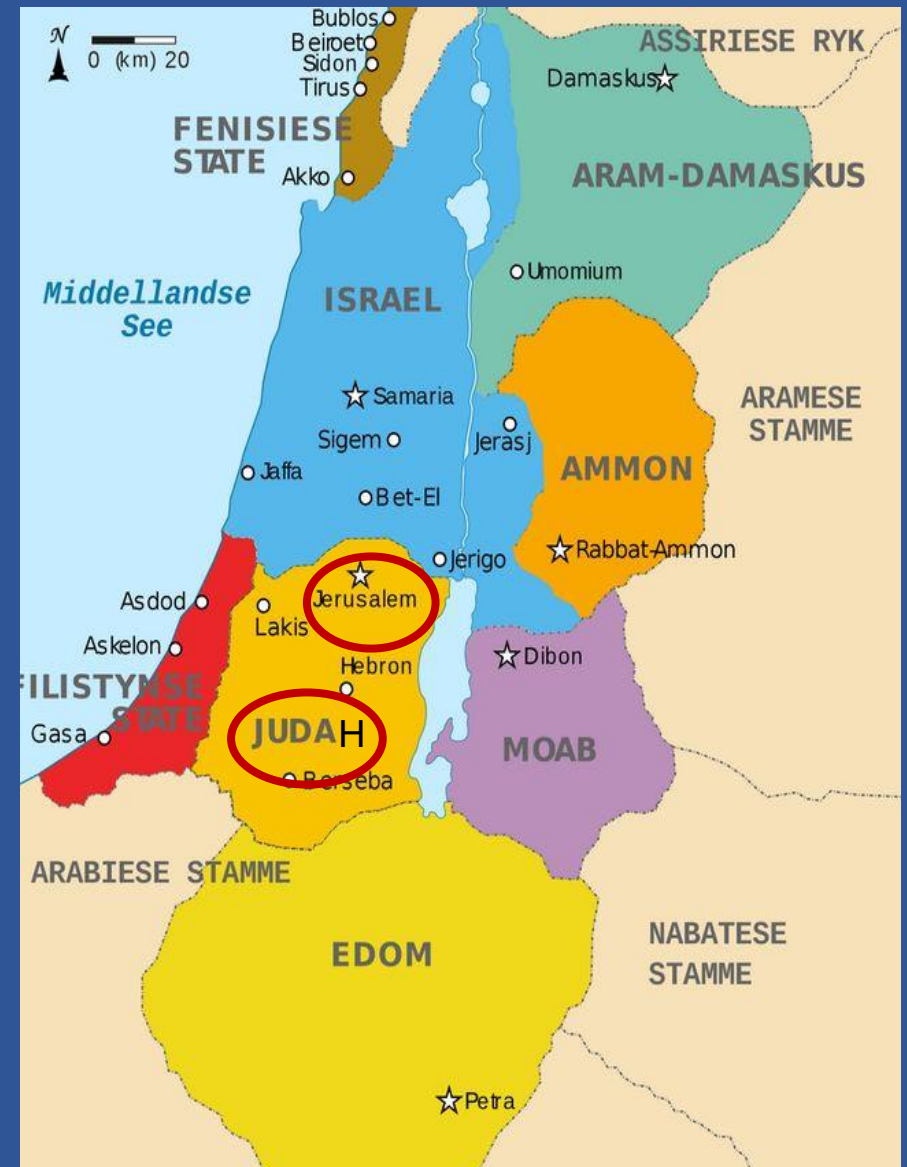 Bublos
N
Beiroet
0 (km) 20
Sidon
Tirus
ASSIRIESE RYK
Damaskus
FENISIESE
STATE
Akko
ARAM-DAMASKUS
Umomium
Middellandse
See
ISRAEL
Samaria
ARAMESE
STAMME
Sigem
Jerasj
Jaffa
AMMON
Bet-El
Jerigo
Rabbat-Ammon
Asdod
Jerusalem
Lakis
Askelon
Hebron
Dibon
FILISTYNSE
STATE
Gasa
JUDAH
MOAB
Berseba
ARABIESE STAMME
EDOM
NABATESE
STAMME
Petra